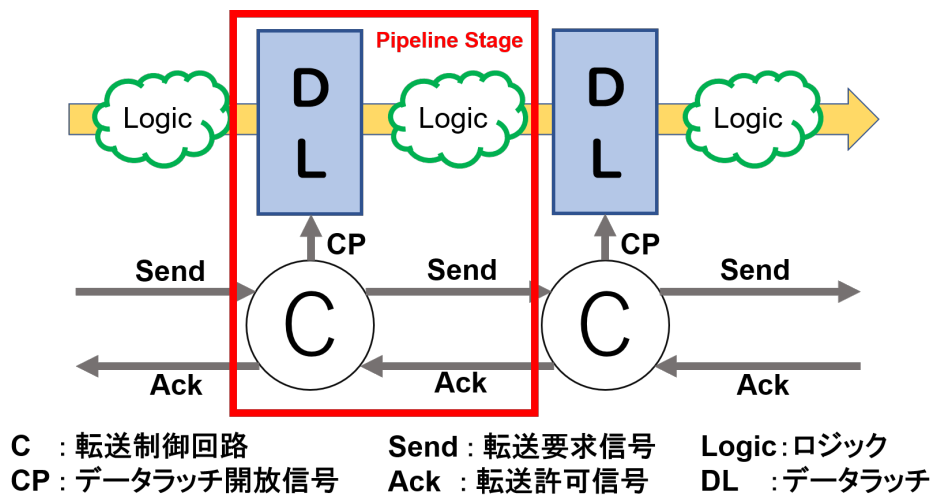 Pipeline Stage
D
L
D
L
Logic
Logic
Logic
CP
CP
Send
Send
Send
C
C
Ack
Ack
Ack
C : 転送制御回路
Send : 転送要求信号
Logic : ロジック
CP : データラッチ開放信号
Ack : 転送許可信号
DL : データラッチ